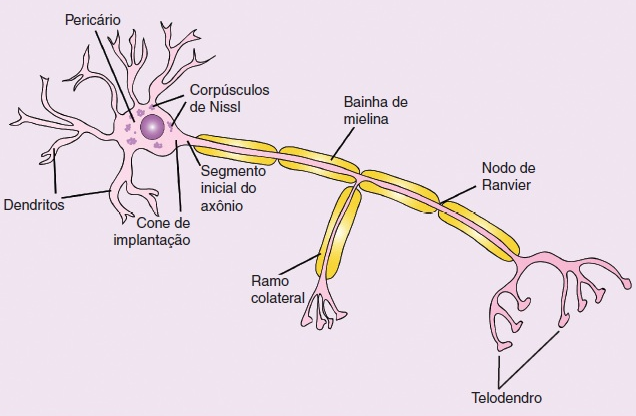 Pericário
Corpúsculos
de Nissl
Bainha de
mielina
Nodo de
Ranvier
Segmento
inicial do
axônio
Dendritos
Cone de
implantação
Ramo
colateral
Telodendro